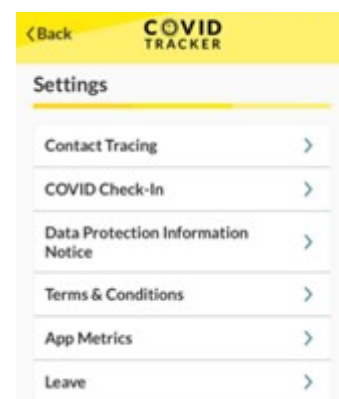 Back
COVID
TRACKER
Settings
Contact Tracing
COVID Check-In
Data Protection Information
Notice
Terms & Conditions
App Metrics
Leave